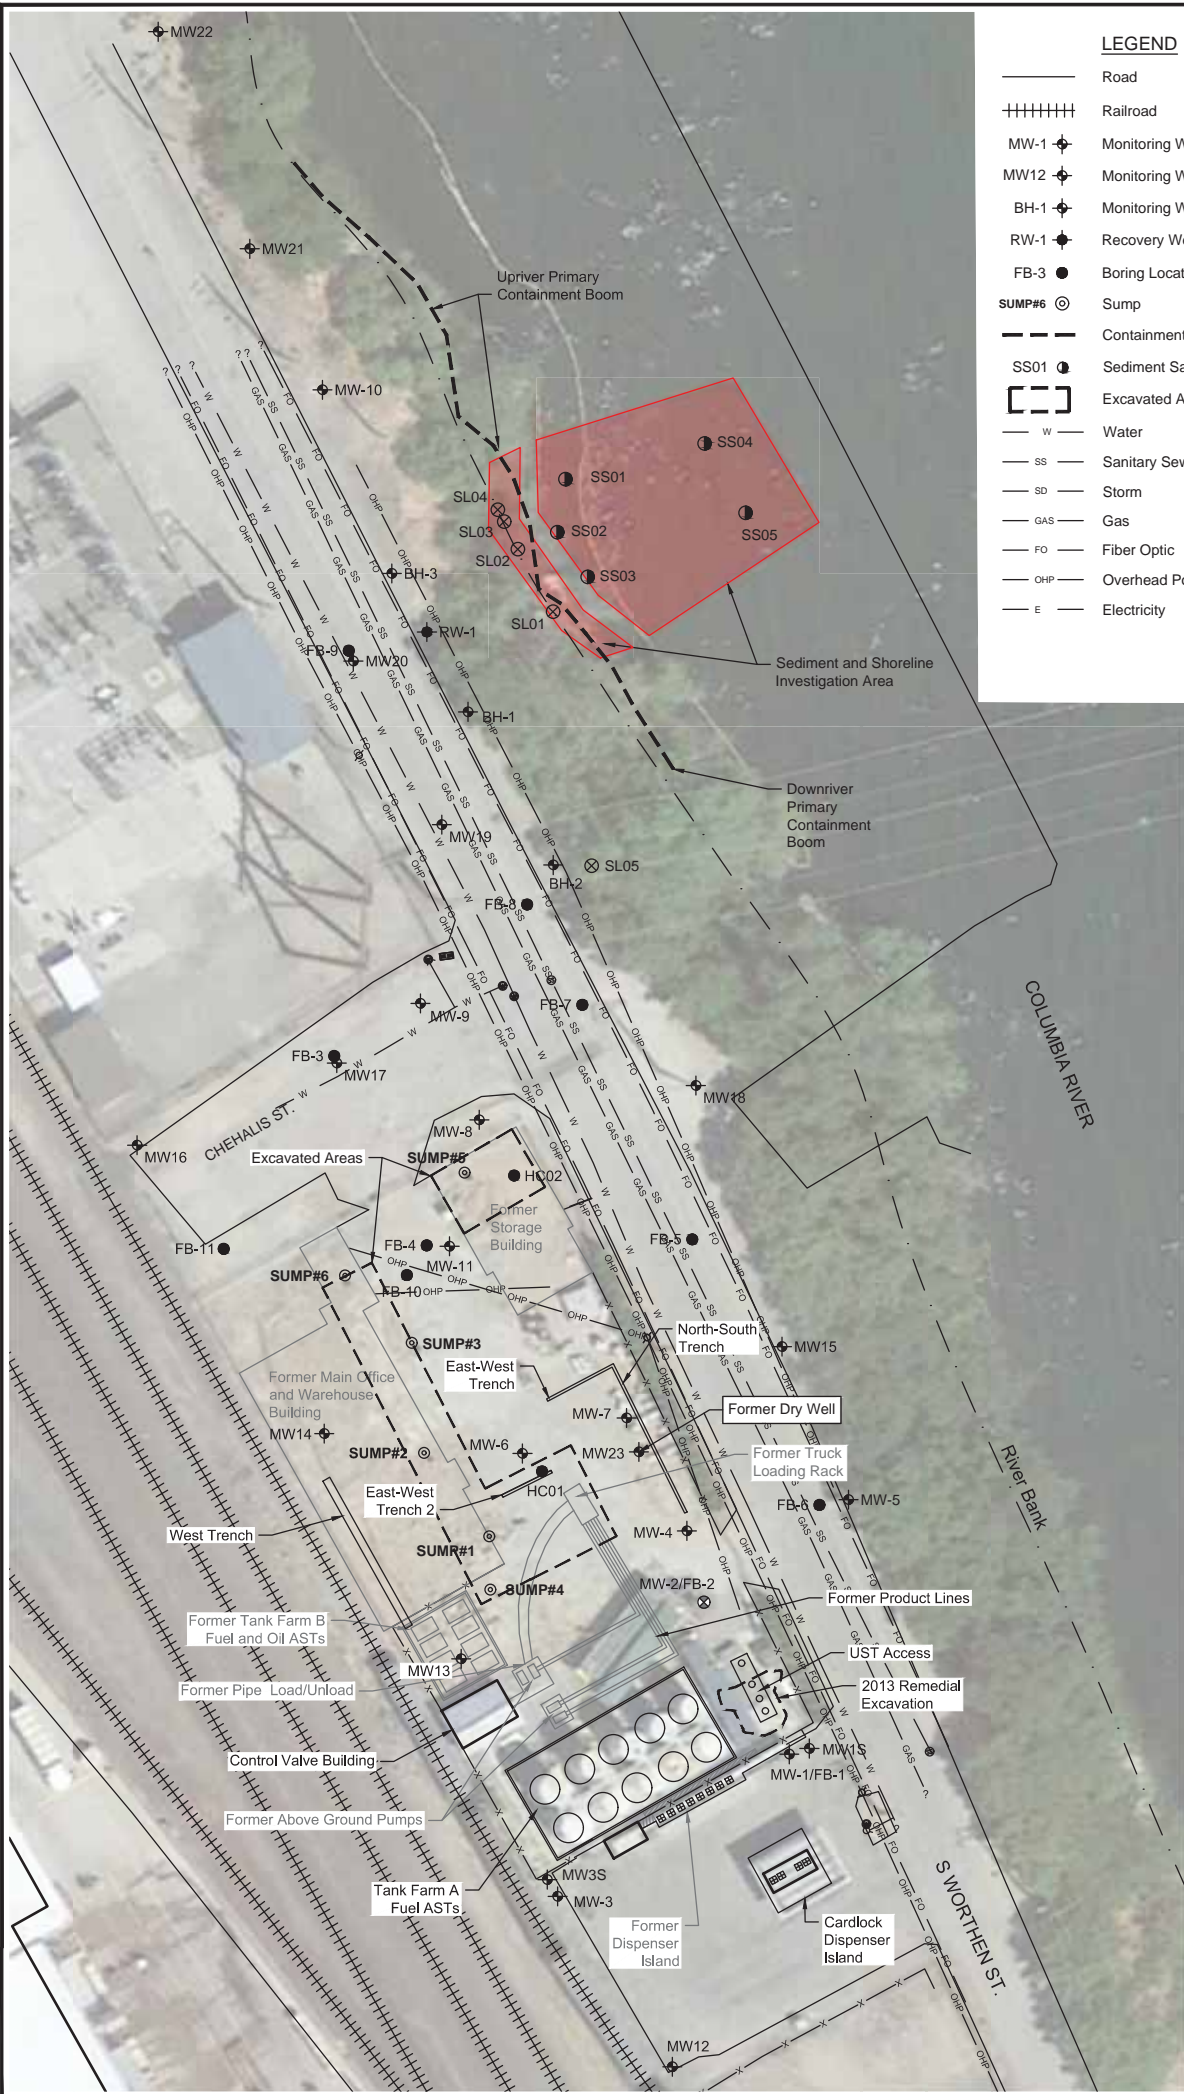 LEGEND
Road
Railroad
MW-1 Monitoring W
MW12 Monitoring W
BH-1 Monitoring W
RW-1 Recovery We
FB-3 Boring Locat
SUMP#6 Sump
Containment
SS01 Sediment Sa
Excavated A
W Water
SS Sanitary Sew
SD Storm
GAS Gas
FO Fiber Optic
OHP Overhead Po
E Electricity
MW22
MW21
Upriver Primary
Containment Boom
MW-10
SS04
SS01
SL04
SS05
SL03
SS02
SL02
BH-3
SS03
SL01
RW-1
FB-9
MW20
Sediment and Shoreline
Investigation Area
BH-1
Downriver
Primary
Containment
Boom
MW19
SL05
BH-2
FB-8
MW-9
FB-7
COLUMBIA RIVER
FB-3
MW17
MW18
CHEHALIS ST.
MW-8
MW16
Excavated Areas
SUMP#5
HC02
Former
Storage
Building
FB-11
FB-4
MW-11
FB-5
SUMP#6
FB-10
North-South
Trench
SUMP#3
MW15
East-West
Trench
Former Main Office
and Warehouse
Building
Former Dry Well
MW-7
MW14
SUMP#2
MW-6
MW23
Former Truck
Loading Rack
River Bank
HC01
East-West
Trench 2
FB-6
MW-5
West Trench
MW-4
SUMP#1
SUMP#4
MW-2/FB-2
Former Product Lines
Former Tank Farm B
Fuel and Oil ASTs
UST Access
MW13
Former Pipe Load/Unload
2013 Remedial
Excavation
Control Valve Building
MW1S
MW-1/FB-1
Former Above Ground Pumps
S WORTHEN ST.
MW3S
Tank Farm A
Fuel ASTs
MW-3
Former
Dispenser
Island
Cardlock
Dispenser
Island
MW12